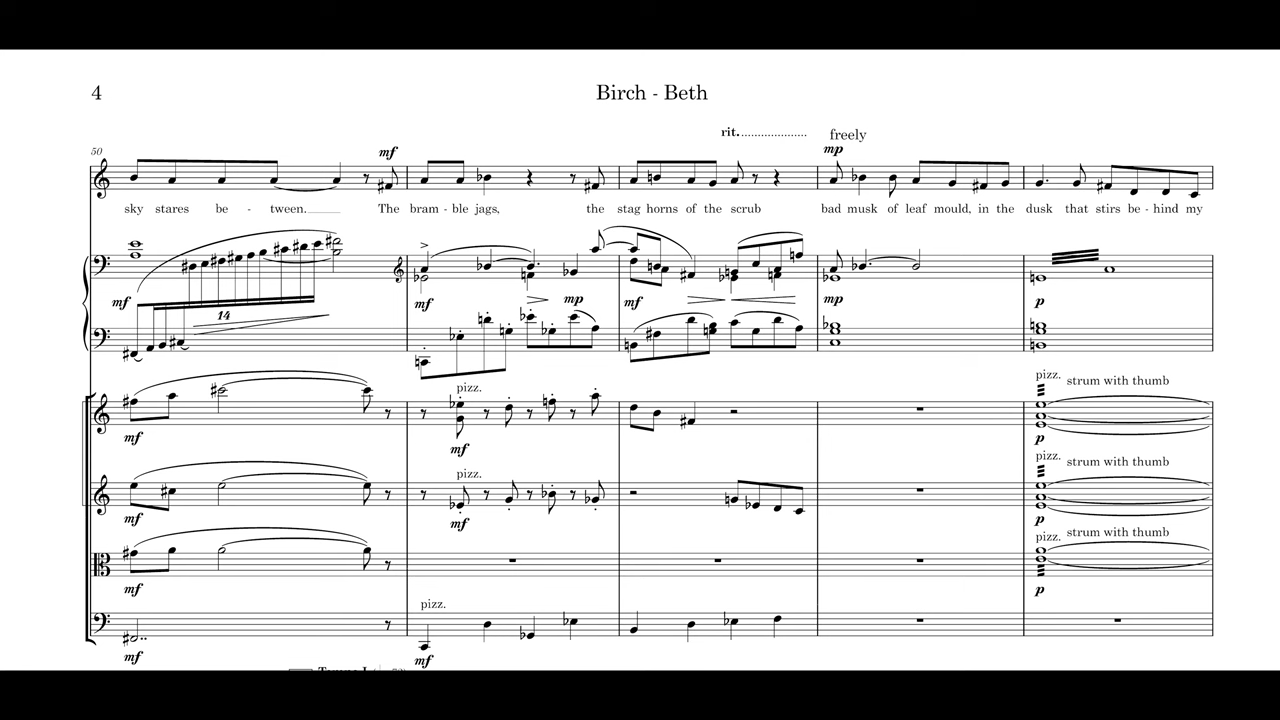 4
Birch - Beth
rit.
freely
50
mf
mp
sky stares be - tween. The bram - ble jags, the stag horns of the scrub bad musk of leaf mould, in the dusk that stirs be - hind my
mf
mf
mp
mf
mp
p
14
pizz.
pizz.
strum with thumb
mf
mf
p
pizz.
pizz.
strum with thumb
mf
mf
p
pizz.
strum with thumb
mf
p
pizz.
mf
mf